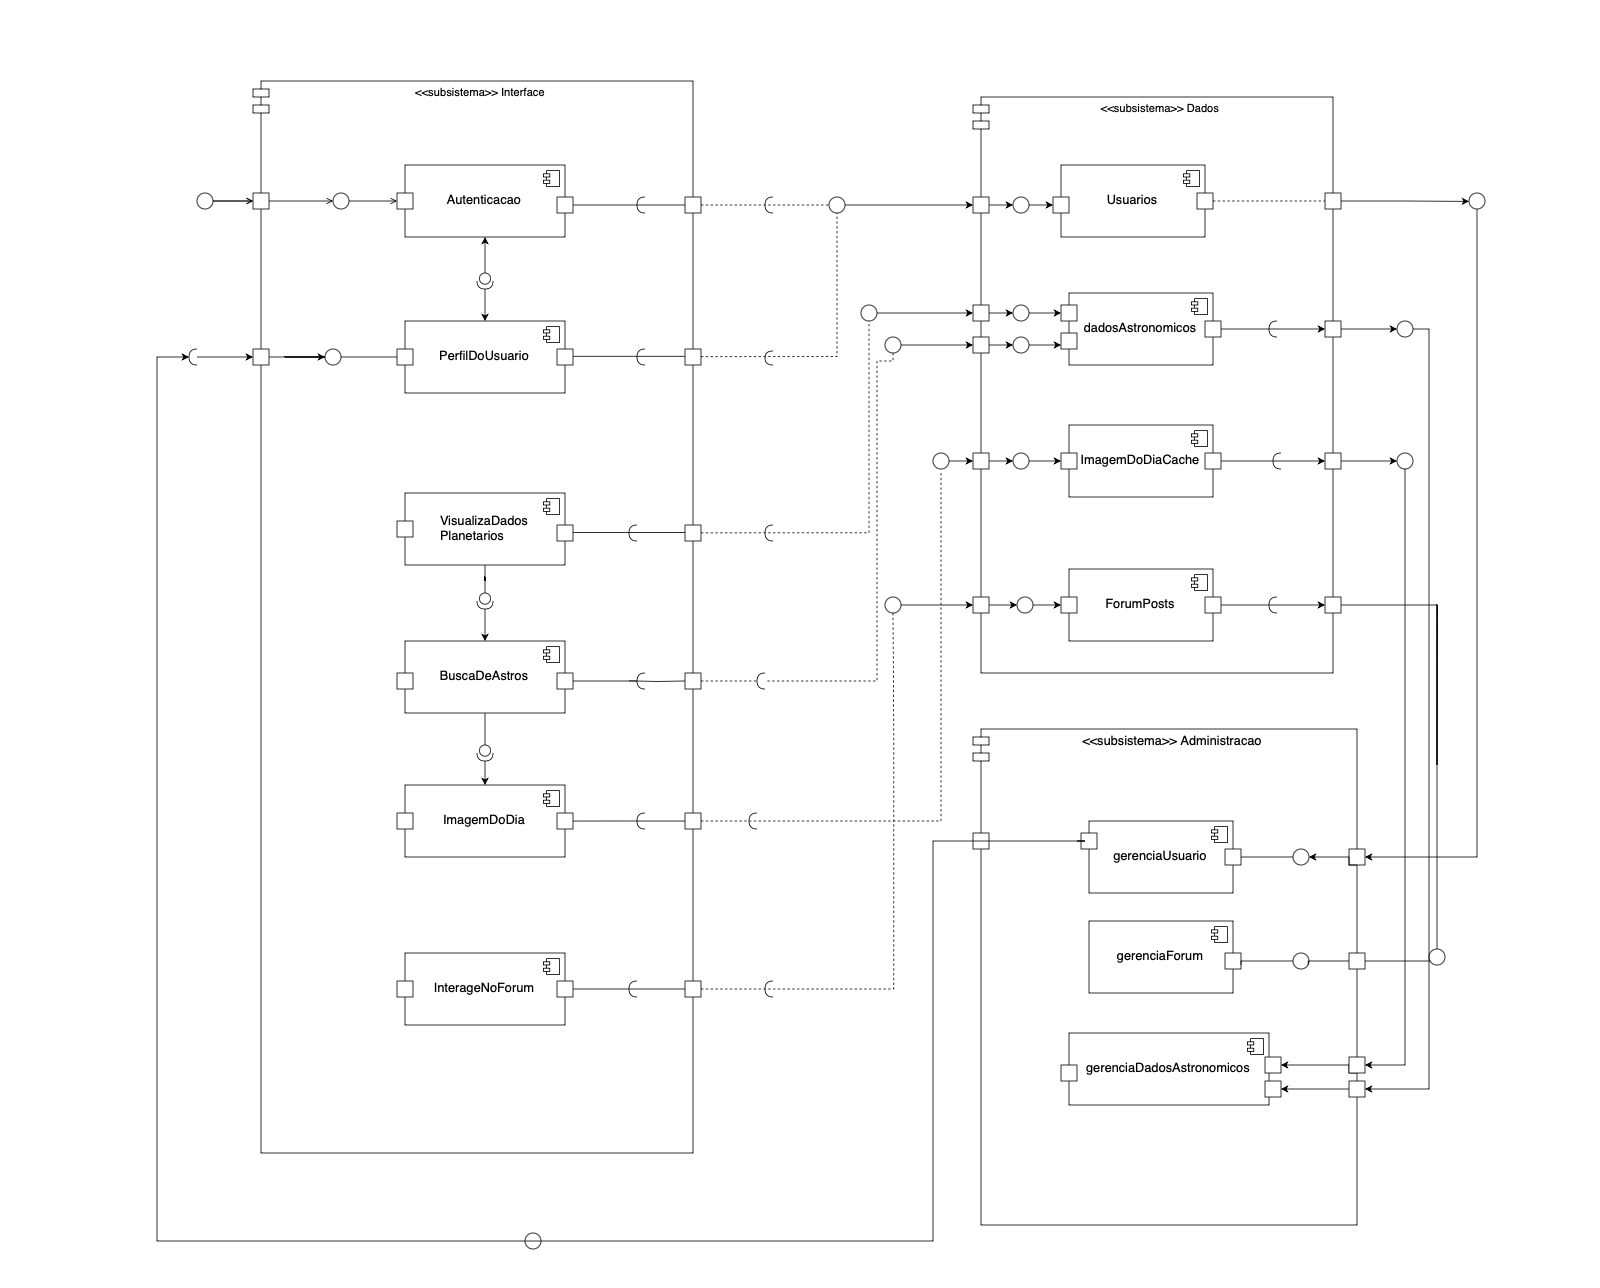 <<subsistema>> Interface
Autenticacao
PerfilDoUsuario
VisualizaDados
Planetarios
BuscaDeAstros
ImagemDoDia
InterageNoForum
<<subsistema>> Dados
Usuarios
dadosAstronomicos
ImagemDoDiaCache
ForumPosts
<<subsistema>> Administracao
gerenciaUsuario
gerenciaForum
gerenciaDadosAstronomicos